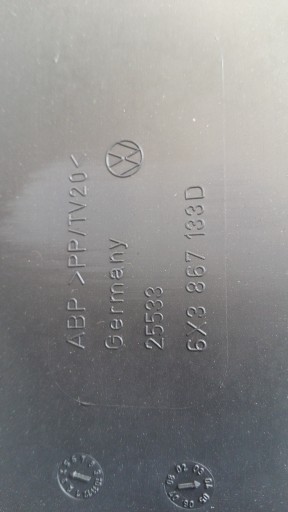 ABP >PP/TV20<
Germany
25533
6X3 867 133D